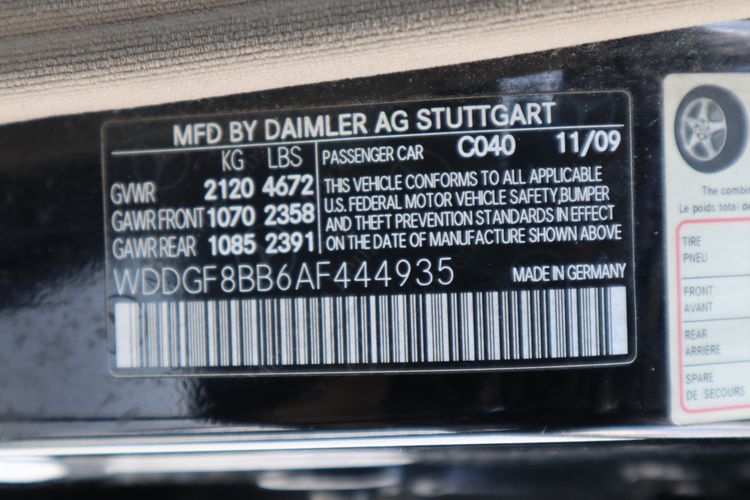 MFD BY DAIMLER AG STUTTGART
KG LBS
GVWR 2120 4672
GAWR FRONT 1070 2358
GAWR REAR 1085 2391
PASSENGER CAR C040 11/09
THIS VEHICLE CONFORMS TO ALL APPLICABLE
U.S. FEDERAL MOTOR VEHICLE SAFETY,BUMPER
AND THEFT PREVENTION STANDARDS IN EFFECT
ON THE DATE OF MANUFACTURE SHOWN ABOVE
WDDGF8BB6AF444935 MADE IN GERMANY
The combin
Le poids total de
TIRE
PNEU
FRONT
AVANT
REAR
ARRIÈRE
SPARE
DE SECOURS